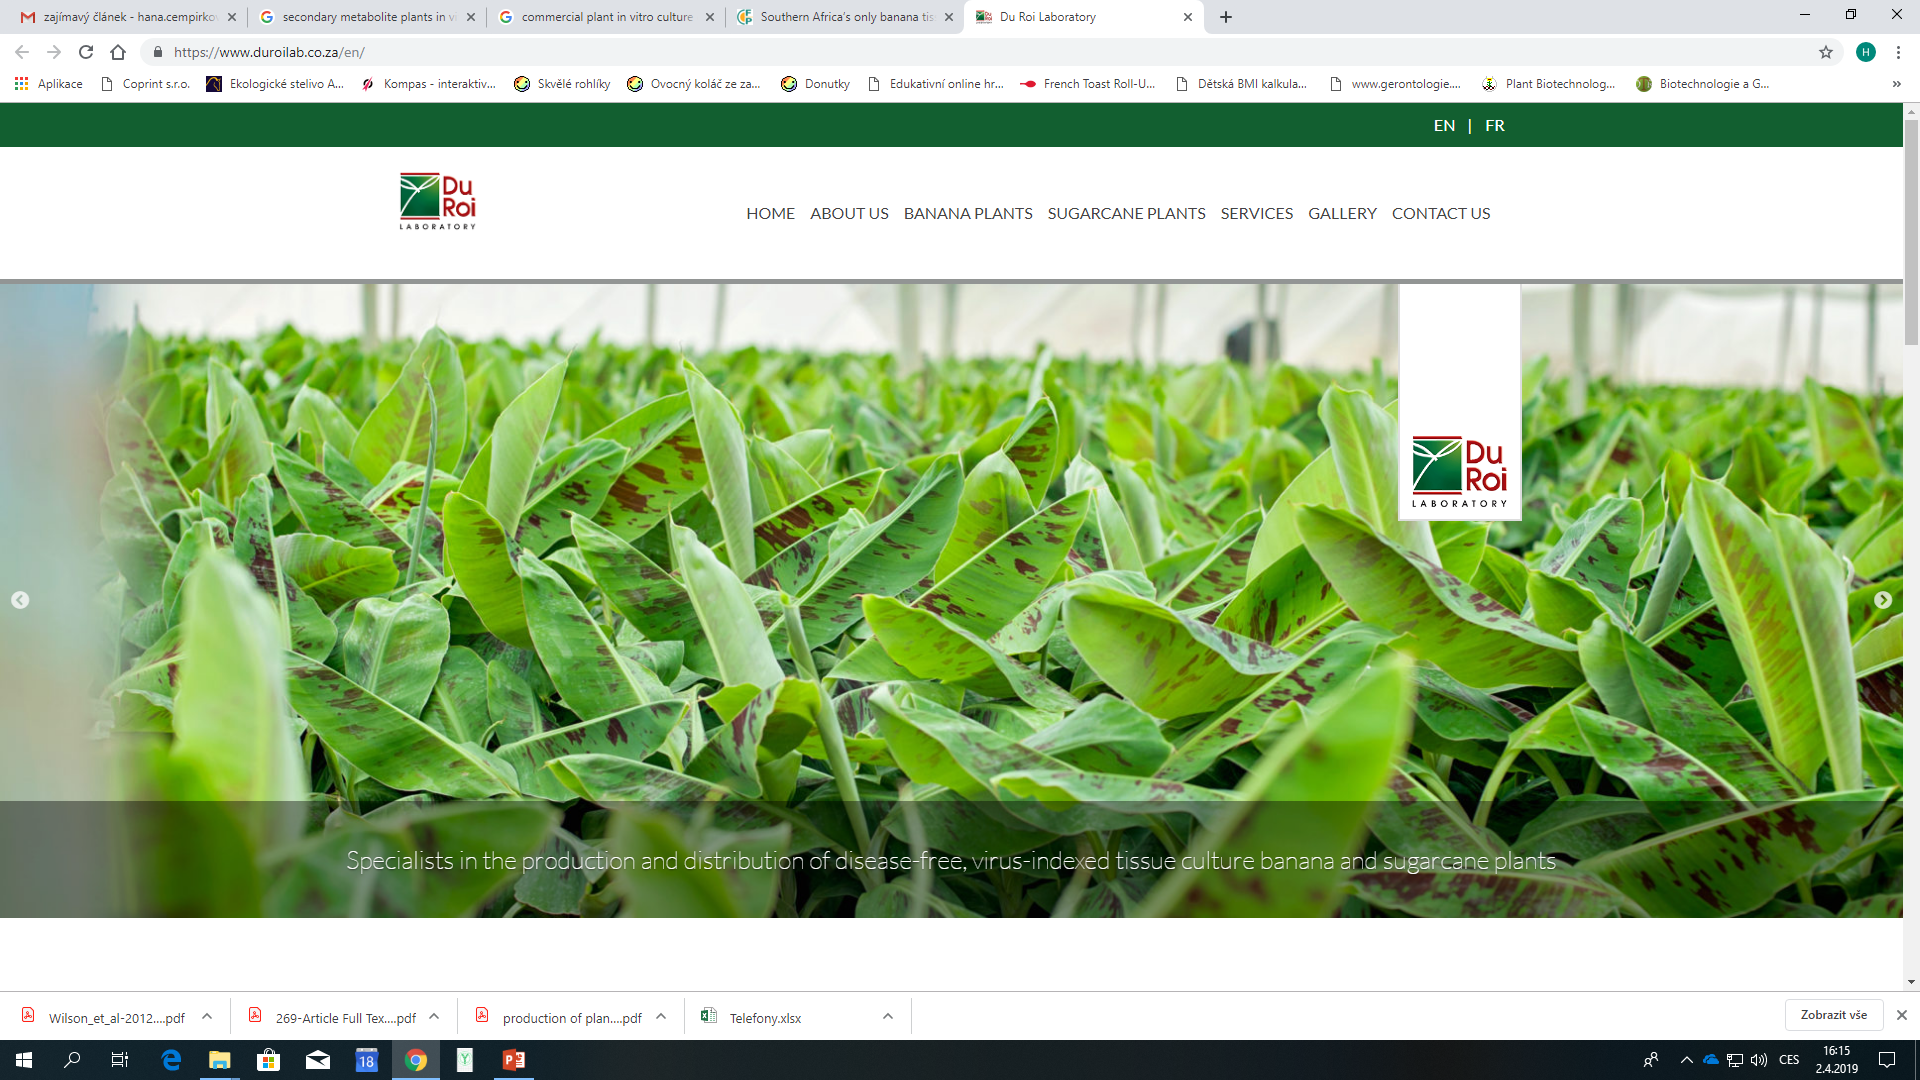 zajímavý článek - hana.cempirko
secondary metabolite plants in vi
commercial plant in vitro culture
Southern Africa's only banana tis
Du Roi Laboratory
https://www.duroilab.co.za/en/
H
Aplikace
Coprint s.r.o.
Ekologické stelivo A...
Kompas - interaktiv...
Skvělé rohlíky
Ovocný koláč ze za...
Donutky
Edukativní online hr...
French Toast Roll-U...
Dětská BMI kalkula...
www.gerontologie....
Plant Biotechnolog...
Biotechnologie a G...
»
EN | FR
Du
Roi
LABORATORY
HOME ABOUT US BANANA PLANTS SUGARCANE PLANTS SERVICES GALLERY CONTACT US
Du
Roi
LABORATORY
Specialists in the production and distribution of disease-free, virus-indexed tissue culture banana and sugarcane plants
Wilson_et_al-2012....pdf
269-Article Full Tex....pdf
production of plan....pdf
Telefony.xlsx
Zobrazit vše
18
CES
16:15
2.4.2019